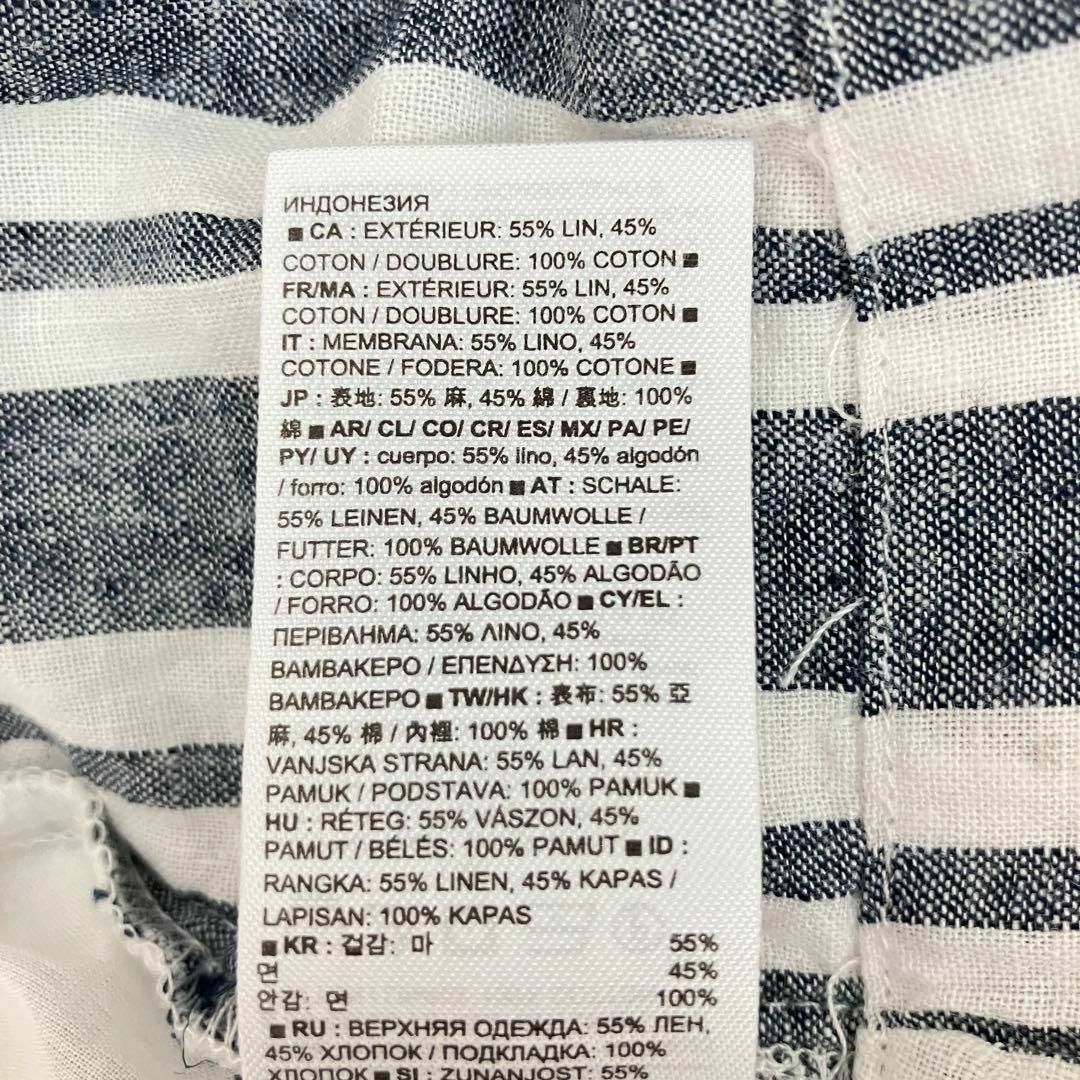 ИНДОНЕЗИЯ
■ CA : EXTÉRIEUR: 55% LIN, 45%
COTON / DOUBLURE: 100% COTON ■
FR/MA : EXTÉRIEUR: 55% LIN, 45%
COTON / DOUBLURE: 100% COTON ■
IT : MEMBRANA: 55% LINO, 45%
COTONE / FODERA: 100% COTONE ■
JP : 表地: 55% 麻, 45% 綿 / 裏地: 100%
綿 ■ AR/ CL/ CO/ CR/ ES/ MX/ PA/ PE/
PY/ UY : cuerpo: 55% lino, 45% algodón
/ forro: 100% algodón ■ AT : SCHALE:
55% LEINEN, 45% BAUMWOLLE /
FUTTER: 100% BAUMWOLLE ■ BR/PT
: CORPO: 55% LINHO, 45% ALGODÃO
/ FORRO: 100% ALGODÃO ■ CY/EL :
ΠΕΡΙΒΛΗΜΑ: 55% ΛΙΝΟ, 45%
ΒΑΜΒΑΚΕΡΟ / ΕΠΕΝΔΥΣΗ: 100%
ΒΑΜΒΑΚΕΡΟ ■ TW/HK : 表布: 55% 亞
麻, 45% 棉 / 內裡: 100% 棉 ■ HR :
VANJSKA STRANA: 55% LAN, 45%
PAMUK / PODSTAVA: 100% PAMUK ■
HU : RÉTEG: 55% VÁSZON, 45%
PAMUT / BÉLÉS: 100% PAMUT ■ ID :
RANGKA: 55% LINEN, 45% KAPAS /
LAPISAN: 100% KAPAS
■ KR : 겉감: 마 55%
면 45%
안감: 면 100%
■ RU : ВЕРХНЯЯ ОДЕЖДА: 55% ЛЕН,
45% ХЛОПОК / ПОДКЛАДКА: 100%
ХЛОПОК ■ SI : ZUNANJOST: 55%